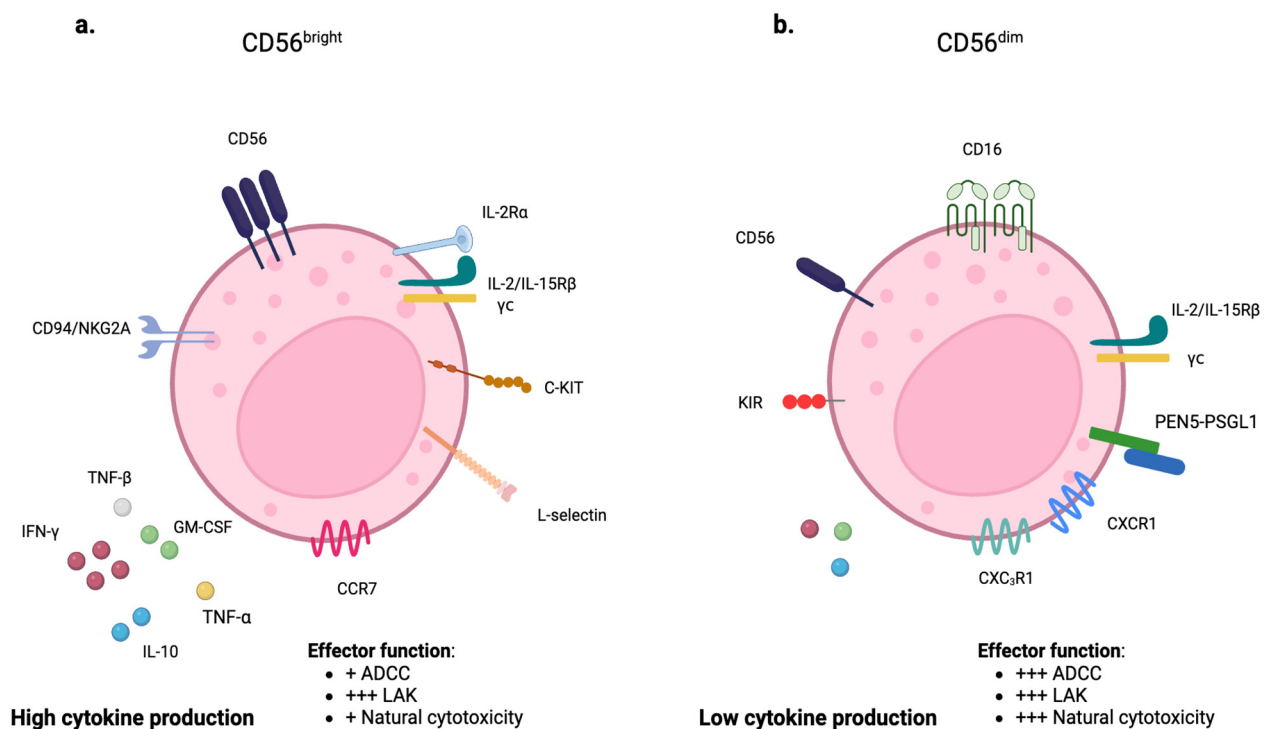 a.
CD56bright
CD56
IL-2Rα
IL-2/IL-15Rβ
γc
CD94/NKG2A
C-KIT
L-selectin
TNF-β
IFN-γ
GM-CSF
TNF-α
IL-10
CCR7
Effector function:
• + ADCC
• +++ LAK
• + Natural cytotoxicity
High cytokine production
b.
CD56dim
CD16
CD56
IL-2/IL-15Rβ
γc
KIR
PEN5-PSGL1
CXCR1
CXC₃R1
Effector function:
• +++ ADCC
• +++ LAK
• +++ Natural cytotoxicity
Low cytokine production